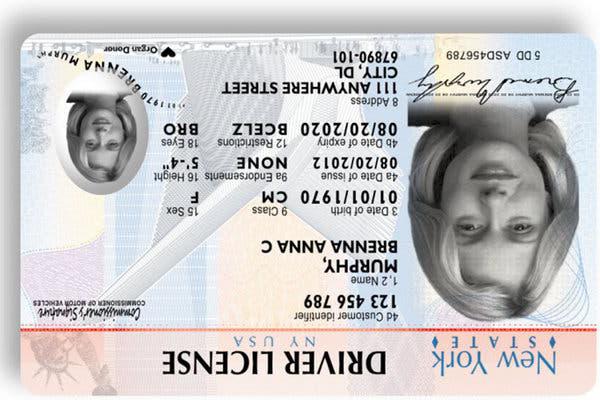 New York
STATE
DRIVER LICENSE
NY USA
4d Customer identifier
123 456 789
Commissioner's Signature
COMMISSIONER OF MOTOR VEHICLES
1,2 Name
MURPHY,
BRENNA ANNA C
3 Date of birth 9 Class 15 Sex
01/01/1970 CM F
4a Date of issue 9a Endorsements 16 Height
08/20/2012 NONE 5'-4"
4b Date of expiry 12 Restrictions 18 Eyes
08/20/2020 BCELZ BRO
8 Address
111 ANYWHERE STREET
CITY, DL
67890-101
1970 BRENNA MURPHY
Organ Donor
5 DD ASD456789